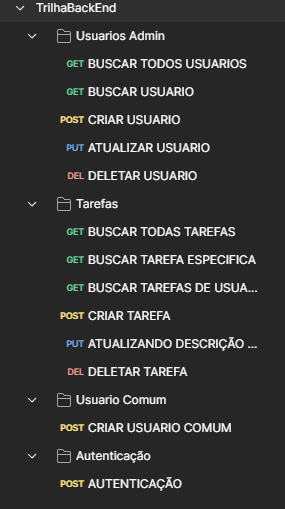 TrilhaBackEnd
Usuarios Admin
GET BUSCAR TODOS USUARIOS
GET BUSCAR USUARIO
POST CRIAR USUARIO
PUT ATUALIZAR USUARIO
DEL DELETAR USUARIO
Tarefas
GET BUSCAR TODAS TAREFAS
GET BUSCAR TAREFA ESPECIFICA
GET BUSCAR TAREFAS DE USUA...
POST CRIAR TAREFA
PUT ATUALIZANDO DESCRIÇÃO ...
DEL DELETAR TAREFA
Usuario Comum
POST CRIAR USUARIO COMUM
Autenticação
POST AUTENTICAÇÃO